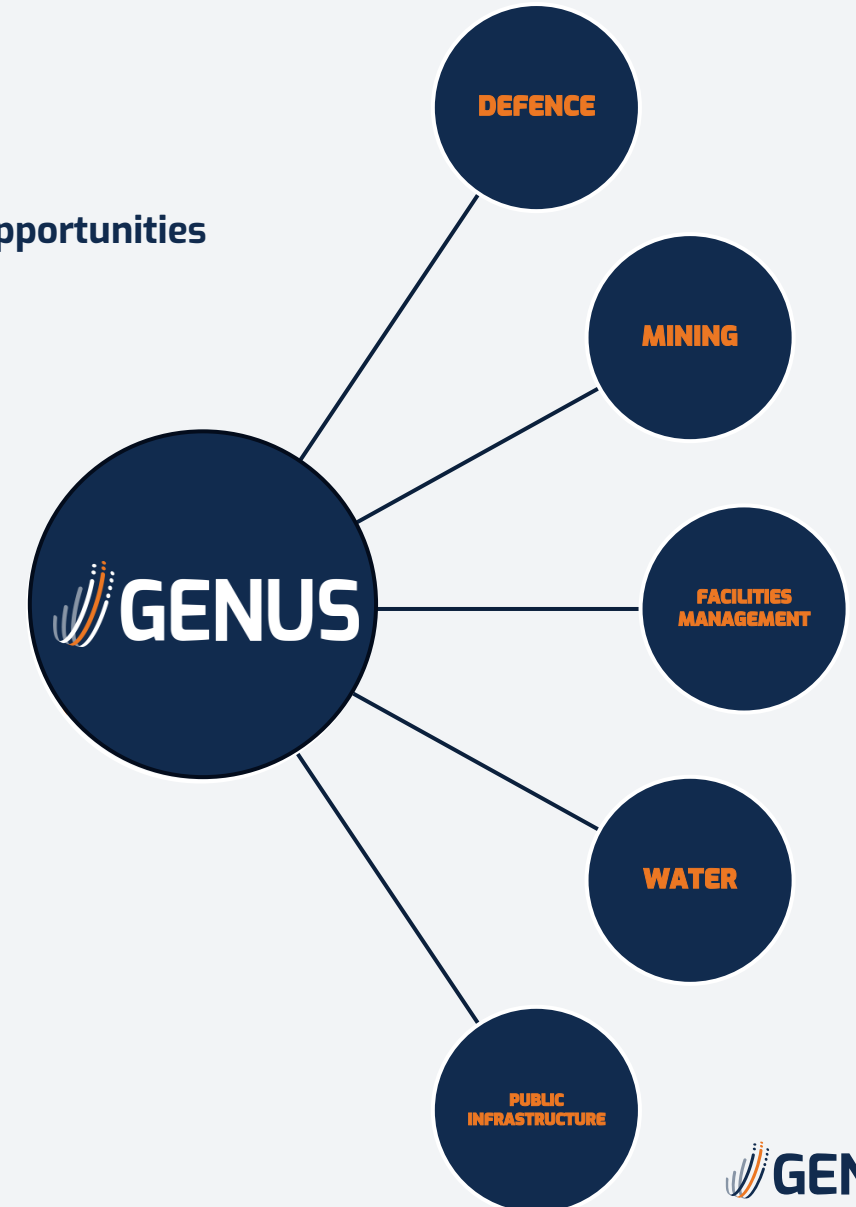 DEFENCE
pportunities
MINING
GENUS
FACILITIES
MANAGEMENT
WATER
PUBLIC
INFRASTRUCTURE
GEN